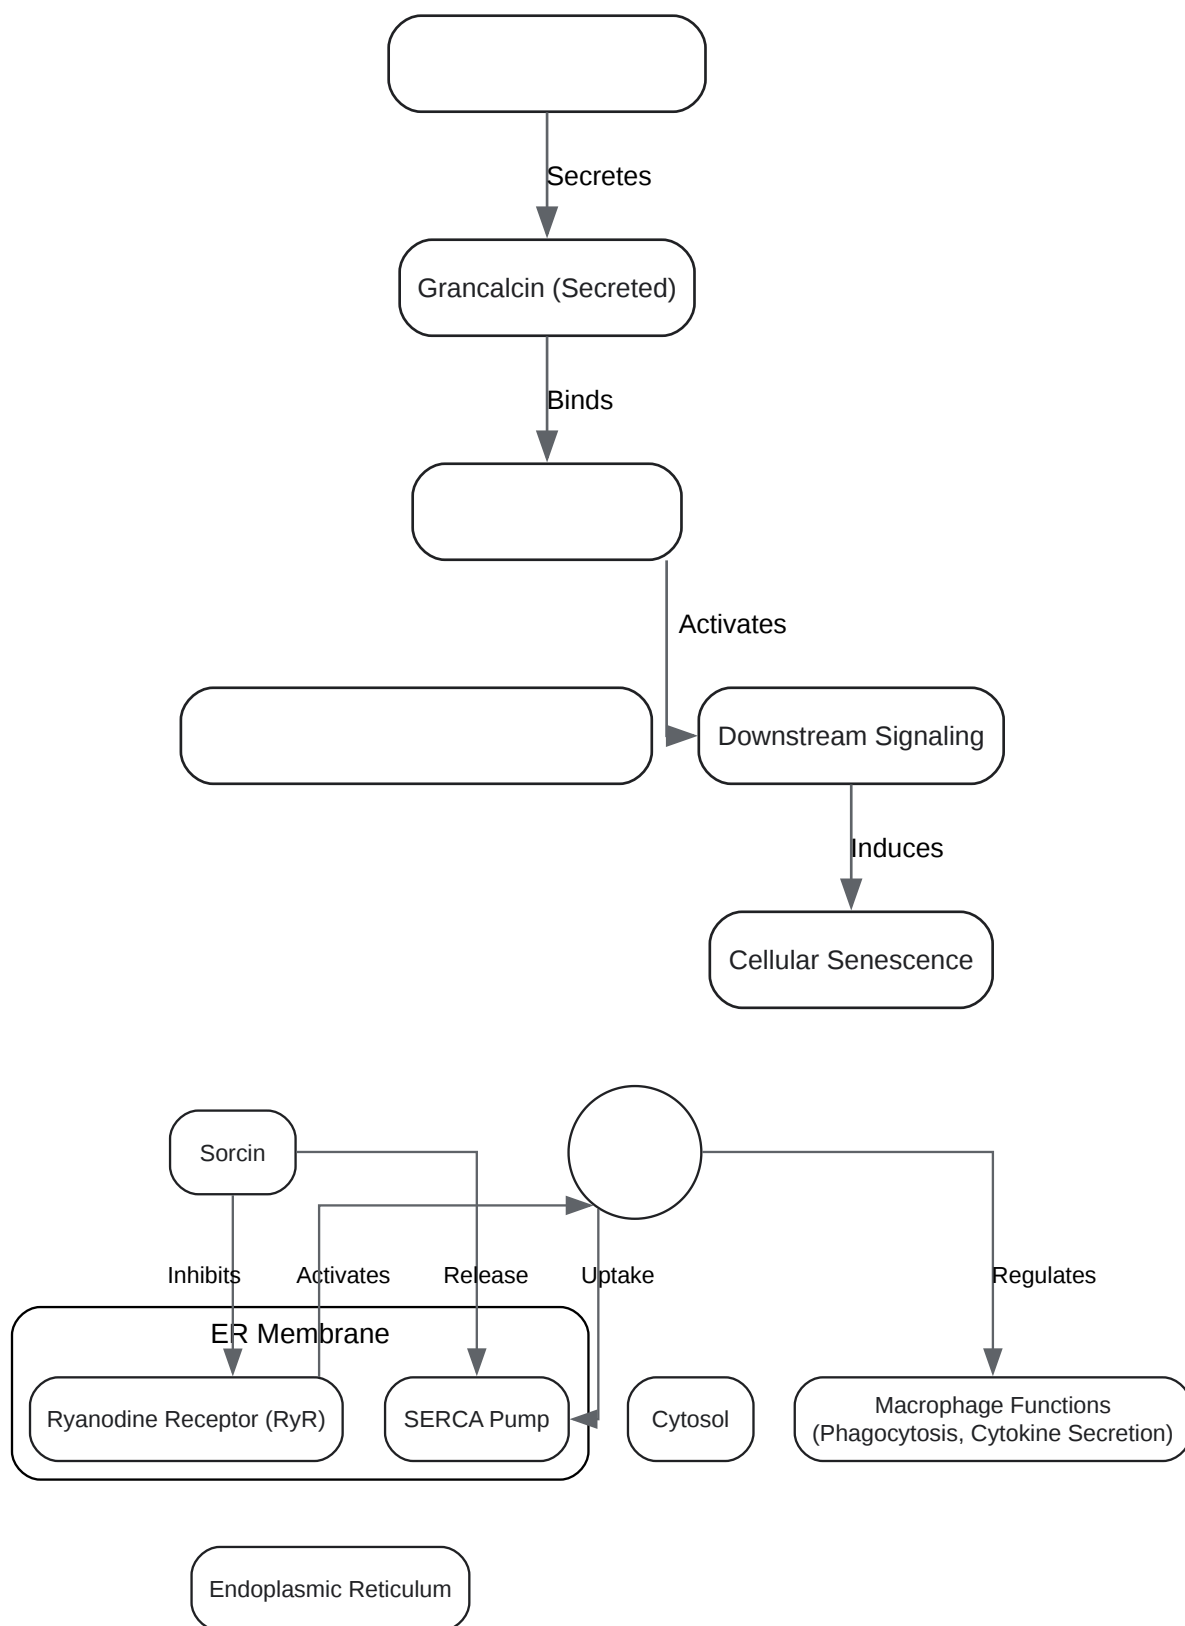 Secretes
Grancalcin (Secreted)
Binds
Activates
Downstream Signaling
Induces
Cellular Senescence
Sorcin
Inhibits
Activates
Release
Uptake
Regulates
ER Membrane
Ryanodine Receptor (RyR)
SERCA Pump
Cytosol
Macrophage Functions
(Phagocytosis, Cytokine Secretion)
Endoplasmic Reticulum